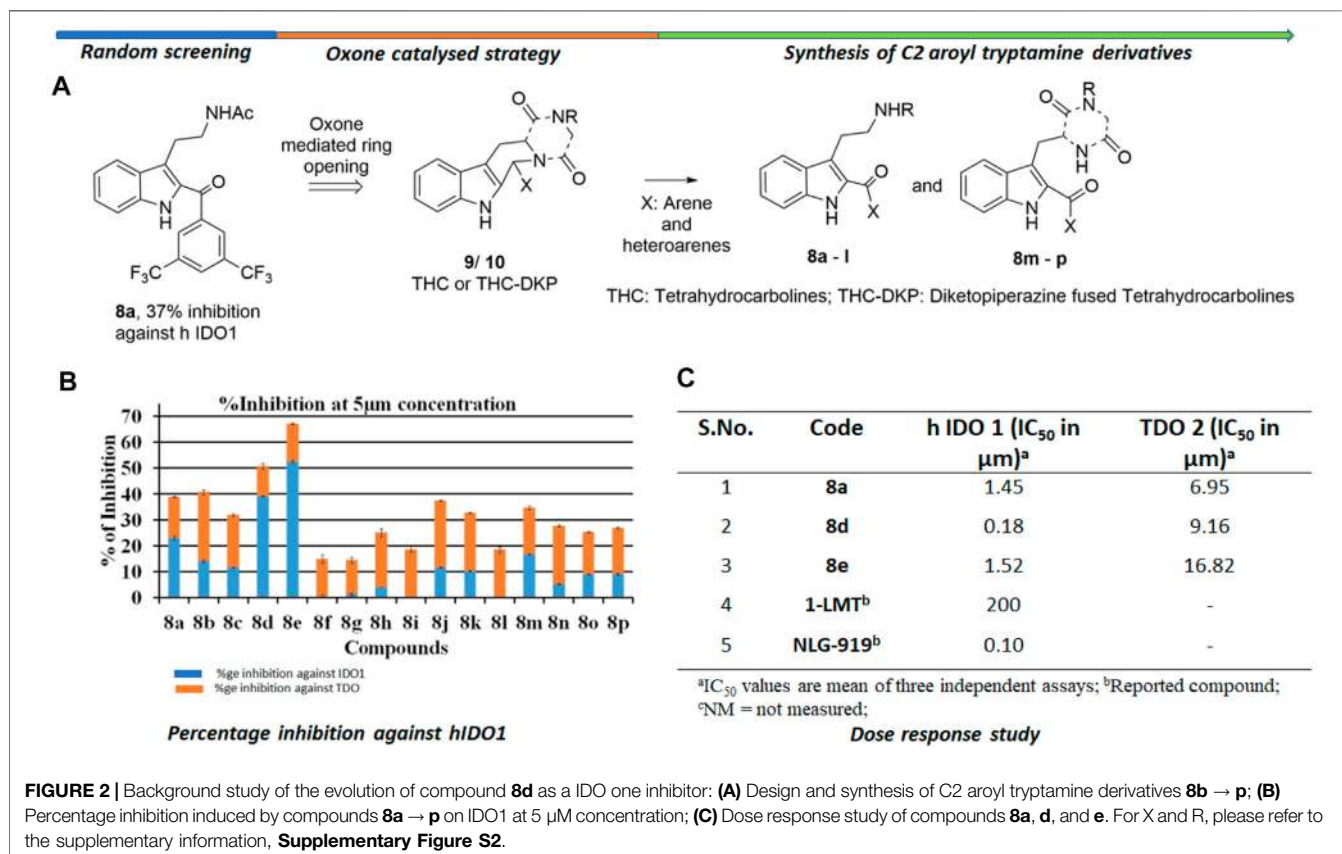 Random screening
Oxone catalysed strategy
Synthesis of C2 aroyl tryptamine derivatives
A
NHAc
O
N
H
F₃C
CF₃
8a, 37% inhibition
against h IDO1
Oxone
mediated ring
opening
O
NR
N
X
O
N
H
9/ 10
THC or THC-DKP
X: Arene
and
heteroarenes
NHR
O
N
H
X
8a - l
and
R
N
O
N
H
O
O
N
H
X
8m - p
THC: Tetrahydrocarbolines; THC-DKP: Diketopiperazine fused Tetrahydrocarbolines
B
%Inhibition at 5μm concentration
% of Inhibition
70
60
50
40
30
20
10
0
8a 8b 8c 8d 8e 8f 8g 8h 8i 8j 8k 8l 8m 8n 8o 8p
Compounds
%ge inhibition against IDO1
%ge inhibition against TDO
Percentage inhibition against hIDO1
C
S.No. Code h IDO 1 (IC₅₀ in μm)ᵃ TDO 2 (IC₅₀ in μm)ᵃ
1 8a 1.45 6.95
2 8d 0.18 9.16
3 8e 1.52 16.82
4 1-LMTᵇ 200 -
5 NLG-919ᵇ 0.10 -
ᵃIC₅₀ values are mean of three independent assays; ᵇReported compound;
ᶜNM = not measured;
Dose response study
FIGURE 2 | Background study of the evolution of compound 8d as a IDO one inhibitor: (A) Design and synthesis of C2 aroyl tryptamine derivatives 8b → p; (B)
Percentage inhibition induced by compounds 8a → p on IDO1 at 5 μM concentration; (C) Dose response study of compounds 8a, d, and e. For X and R, please refer to
the supplementary information, Supplementary Figure S2.